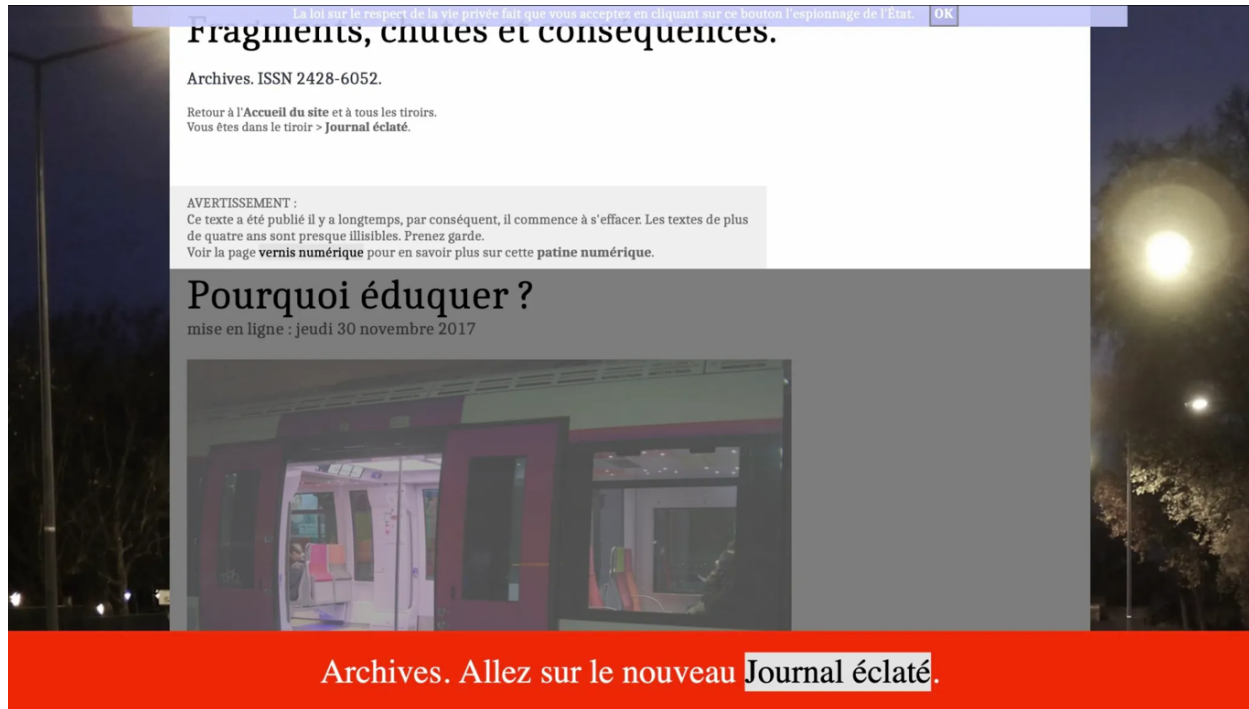 La loi sur le respect de la vie privée fait que vous acceptez en cliquant sur ce bouton l'espionnage de l'État. OK
Fragments, chutes et conséquences.
Archives. ISSN 2428-6052.
Retour à l'Accueil du site et à tous les tiroirs.
Vous êtes dans le tiroir > Journal éclaté.
AVERTISSEMENT :
Ce texte a été publié il y a longtemps, par conséquent, il commence à s'effacer. Les textes de plus
de quatre ans sont presque illisibles. Prenez garde.
Voir la page vernis numérique pour en savoir plus sur cette patine numérique.
Pourquoi éduquer ?
mise en ligne : jeudi 30 novembre 2017
Archives. Allez sur le nouveau Journal éclaté.